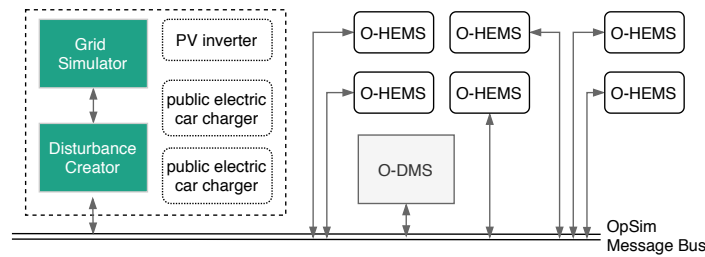 Grid
Simulator
PV inverter
public electric
car charger
Disturbance
Creator
public electric
car charger
O-HEMS
O-HEMS
O-HEMS
O-HEMS
O-HEMS
O-HEMS
O-DMS
OpSim
Message Bus